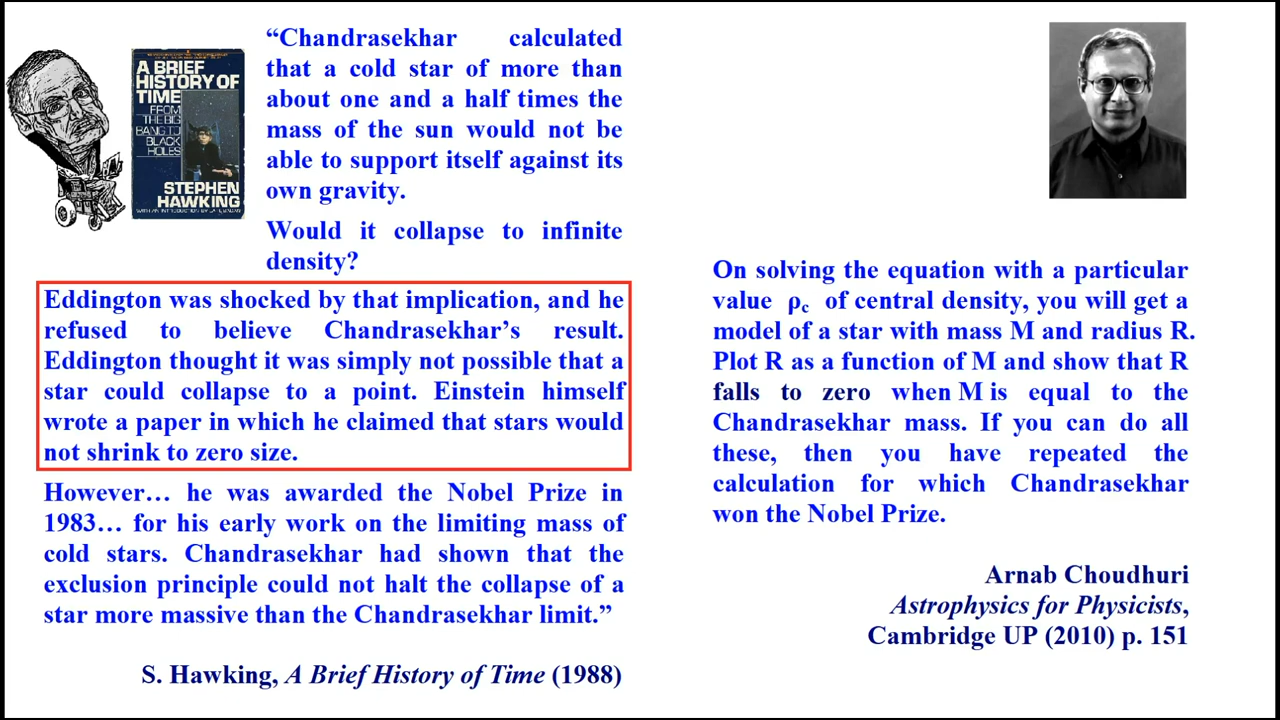 A BRIEF
HISTORY OF
TIME
FROM
THE BIG
BANG TO
BLACK
HOLES
STEPHEN
HAWKING
“Chandrasekhar calculated
that a cold star of more than
about one and a half times the
mass of the sun would not be
able to support itself against its
own gravity.
Would it collapse to infinite
density?
Eddington was shocked by that implication, and he
refused to believe Chandrasekhar’s result.
Eddington thought it was simply not possible that a
star could collapse to a point. Einstein himself
wrote a paper in which he claimed that stars would
not shrink to zero size.
However… he was awarded the Nobel Prize in
1983… for his early work on the limiting mass of
cold stars. Chandrasekhar had shown that the
exclusion principle could not halt the collapse of a
star more massive than the Chandrasekhar limit.”
S. Hawking, A Brief History of Time (1988)
On solving the equation with a particular
value ρc of central density, you will get a
model of a star with mass M and radius R.
Plot R as a function of M and show that R
falls to zero when M is equal to the
Chandrasekhar mass. If you can do all
these, then you have repeated the
calculation for which Chandrasekhar
won the Nobel Prize.
Arnab Choudhuri
Astrophysics for Physicists,
Cambridge UP (2010) p. 151